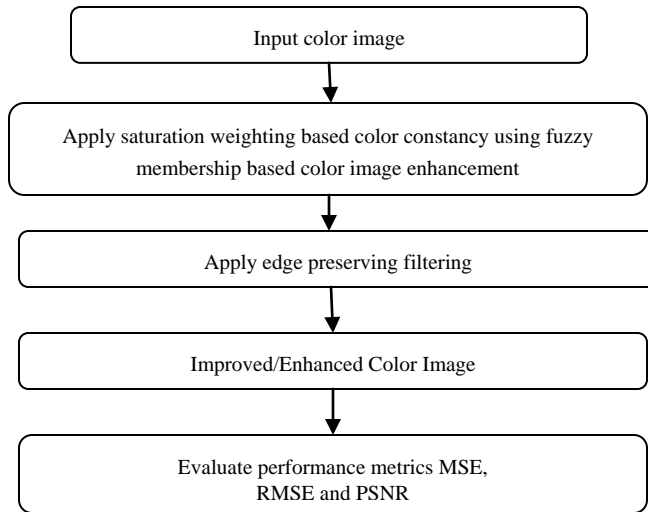 Input color image
Apply saturation weighting based color constancy using fuzzy
membership based color image enhancement
Apply edge preserving filtering
Improved/Enhanced Color Image
Evaluate performance metrics MSE,
RMSE and PSNR